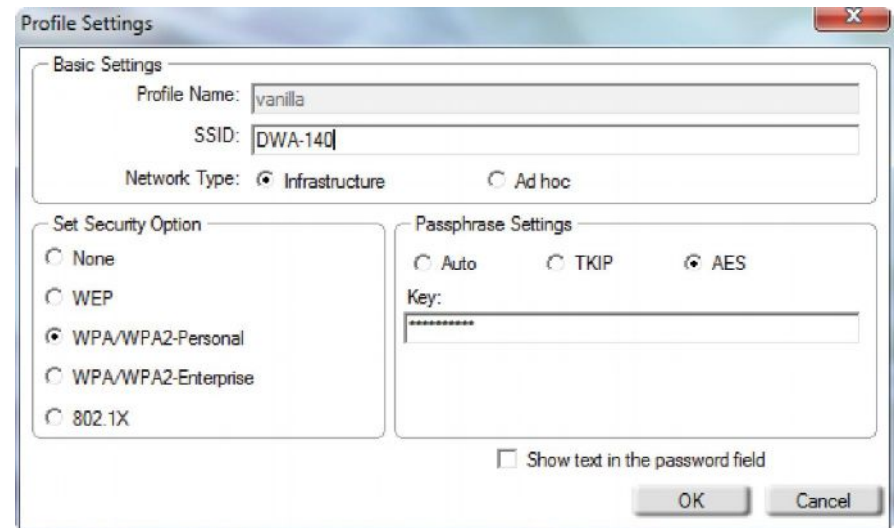 Profile Settings
Basic Settings
Profile Name: vanilla
SSID: DWA-140
Network Type: Infrastructure Ad hoc
Set Security Option
None
WEP
WPA/WPA2-Personal
WPA/WPA2-Enterprise
802.1X
Passphrase Settings
Auto TKIP AES
Key:
**********
Show text in the password field
OK Cancel